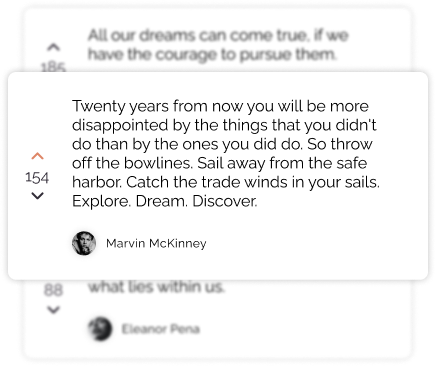 All our dreams can come true, if we
have the courage to pursue them.
185
Twenty years from now you will be more
disappointed by the things that you didn't
do than by the ones you did do. So throw
154
off the bowlines. Sail away from the safe
harbor. Catch the trade winds in your sails.
Explore. Dream. Discover.
Marvin McKinney
88
what lies within us.
Eleanor Pena